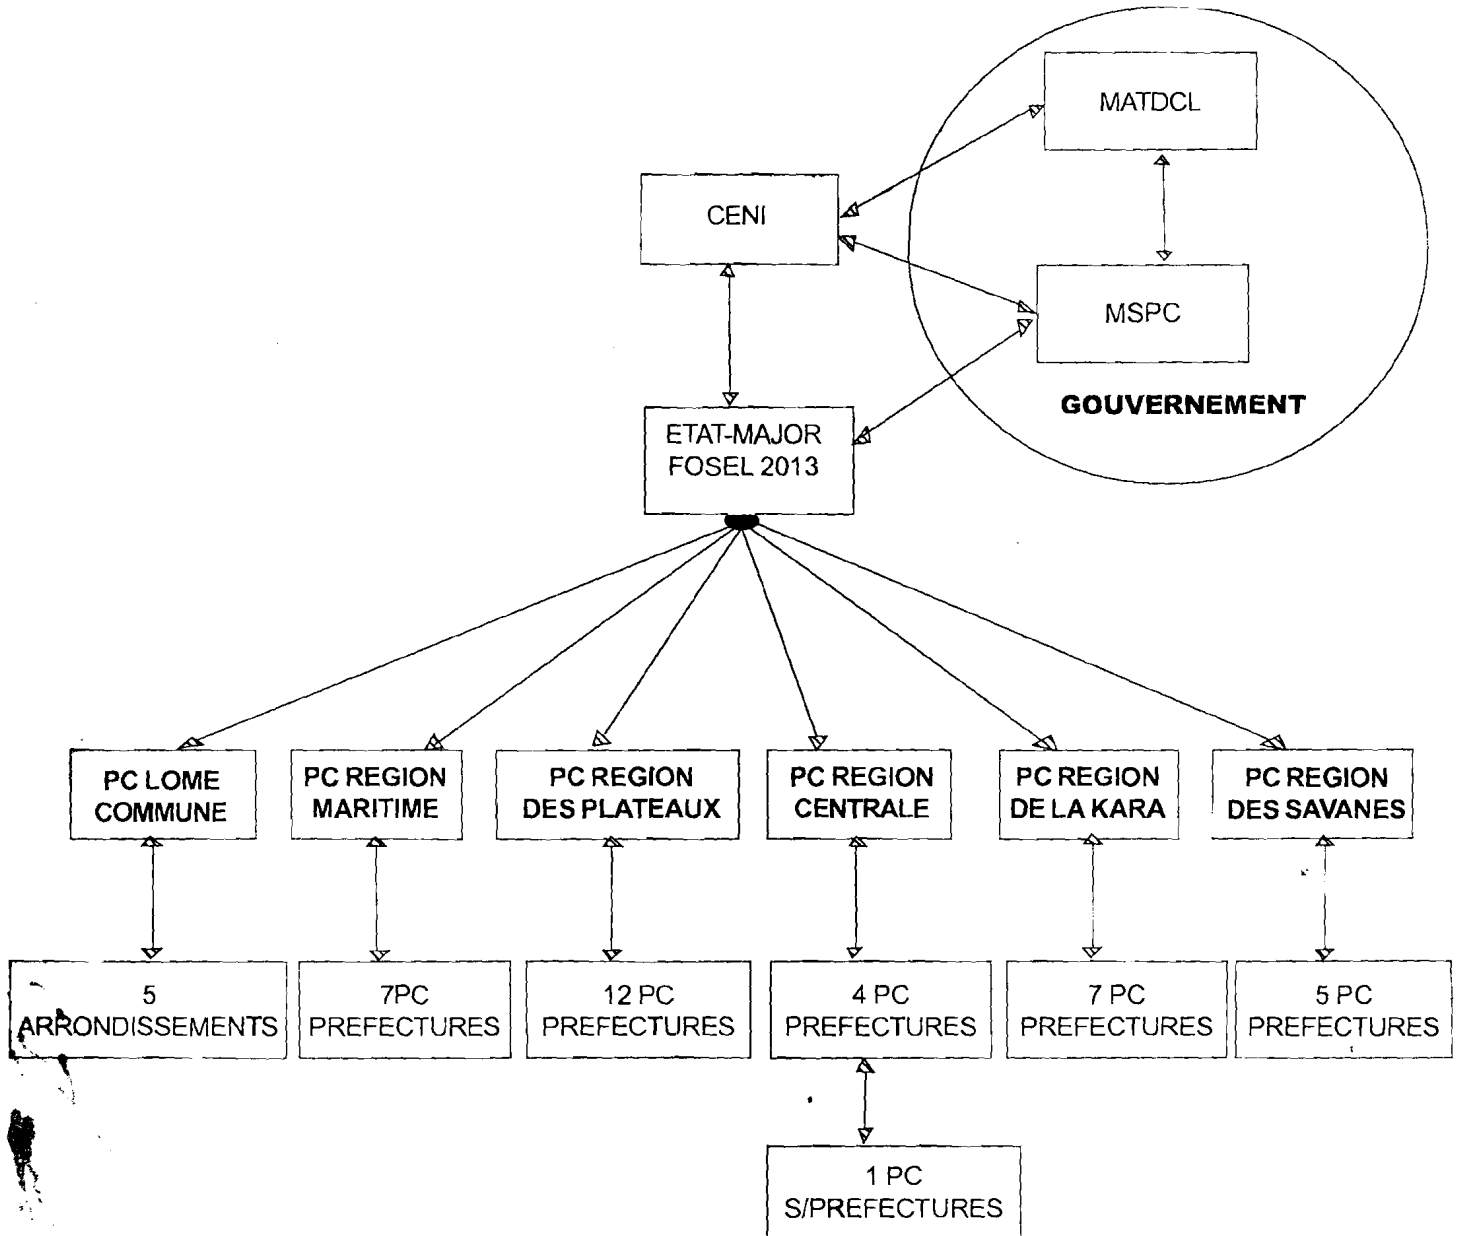 MATDCL
CENI
MSPC
GOUVERNEMENT
ETAT-MAJOR
FOSEL 2013
PC LOME
COMMUNE
PC REGION
MARITIME
PC REGION
DES PLATEAUX
PC REGION
CENTRALE
PC REGION
DE LA KARA
PC REGION
DES SAVANES
5
ARRONDISSEMENTS
7PC
PREFECTURES
12 PC
PREFECTURES
4 PC
PREFECTURES
7 PC
PREFECTURES
5 PC
PREFECTURES
1 PC
S/PREFECTURES